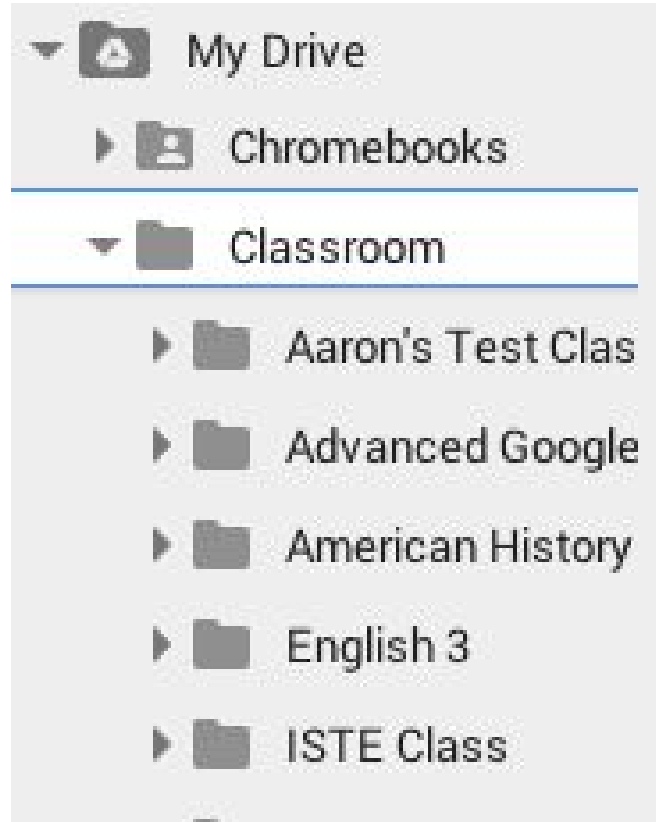 My Drive
Chromebooks
Classroom
Aaron's Test Clas
Advanced Google
American History
English 3
ISTE Class